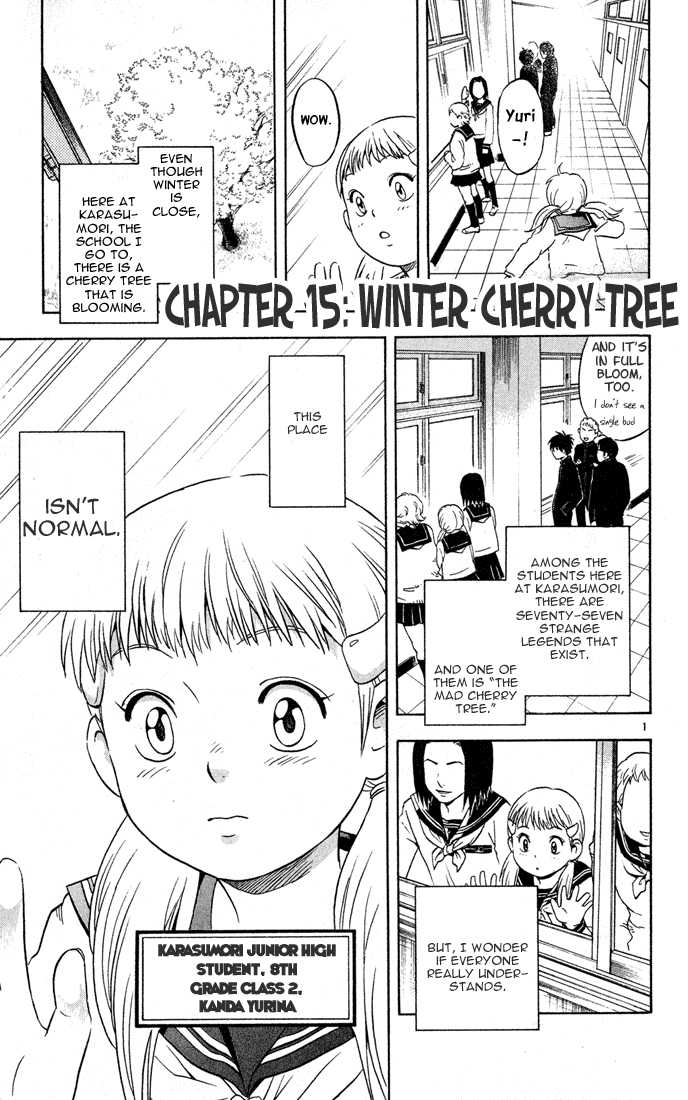 Yuri
-!
WOW.
EVEN
THOUGH
WINTER
IS
CLOSE,
HERE AT
KARASU-
MORI, THE
SCHOOL I
GO TO,
THERE IS A
CHERRY TREE
THAT IS
BLOOMING.
CHAPTER 15: WINTER CHERRY TREE
AND IT'S
IN FULL
BLOOM,
TOO.
I don't see a
single bud
AMONG THE
STUDENTS HERE
AT KARASUMORI,
THERE ARE
SEVENTY-SEVEN
STRANGE
LEGENDS THAT
EXIST.
AND ONE OF
THEM IS "THE
MAD CHERRY
TREE."
1
BUT, I WONDER
IF EVERYONE
REALLY UNDER-
STANDS.
THIS
PLACE
ISN'T
NORMAL.
KARASUMORI JUNIOR HIGH
STUDENT, 8TH
GRADE CLASS 2,
KANDA YURINA